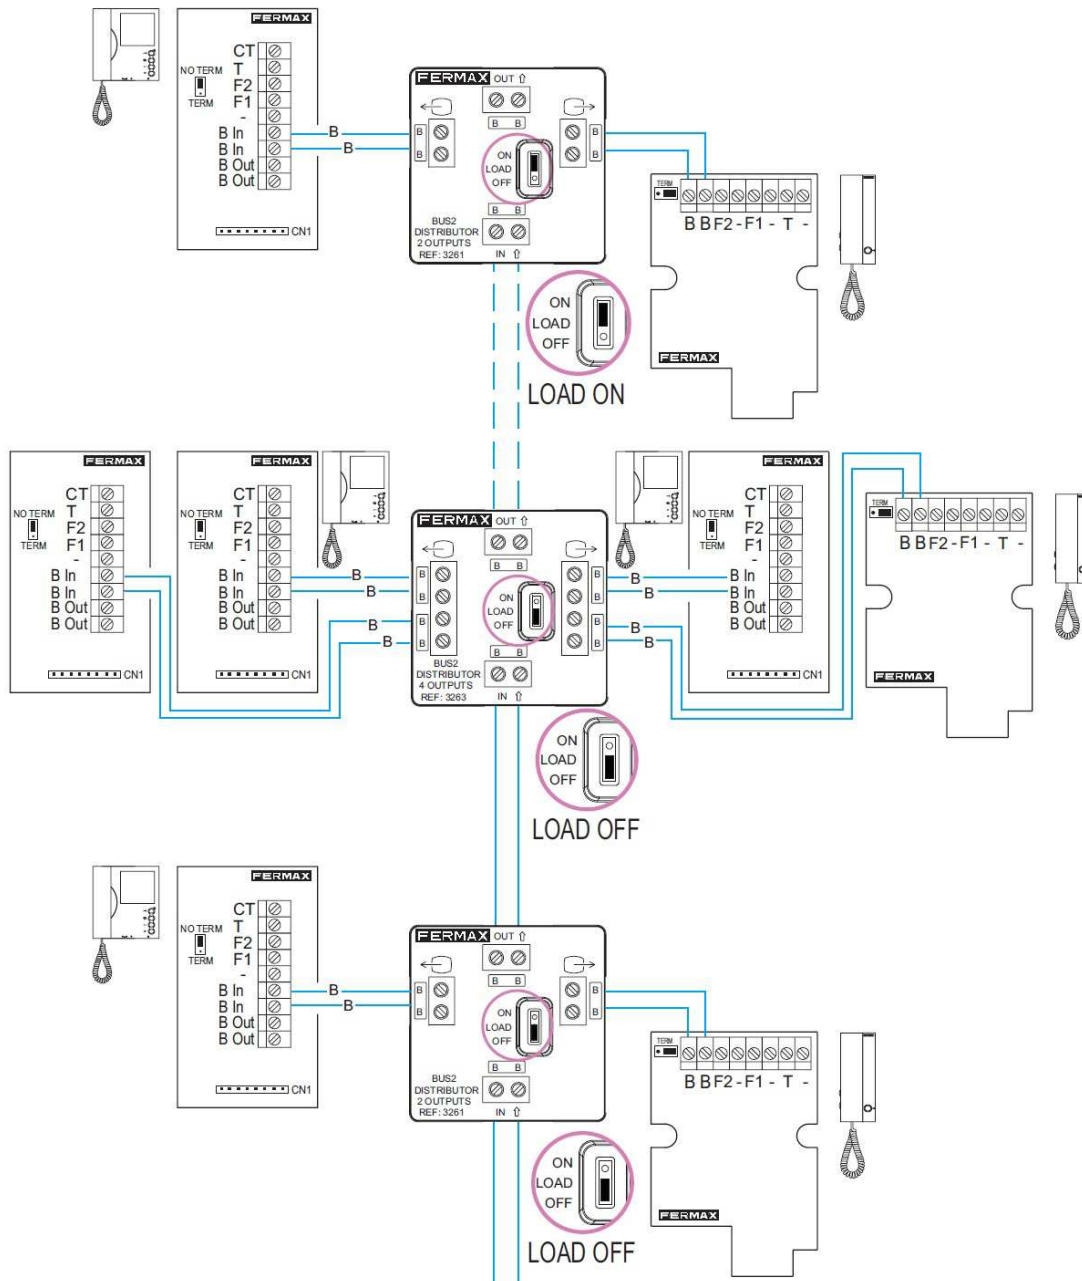 FERMAX
CT
T
F2
F1
-
B In
B In
B Out
B Out
NO TERM
TERM
CN1
B
B
FERMAX OUT ⇧
B B
B
B
B
B
ON
LOAD
OFF
B B
BUS2
DISTRIBUTOR
2 OUTPUTS
REF: 3261
IN ⇧
TERM
B B F2 - F1 - T -
FERMAX
ON
LOAD
OFF
LOAD ON
FERMAX
CT
T
F2
F1
-
B In
B In
B Out
B Out
NO TERM
TERM
CN1
FERMAX
CT
T
F2
F1
-
B In
B In
B Out
B Out
NO TERM
TERM
CN1
B
B
B
B
FERMAX OUT ⇧
B B
B
B
B
B
B
B
B
B
ON
LOAD
OFF
B B
BUS2
DISTRIBUTOR
4 OUTPUTS
REF: 3263
IN ⇧
B
B
B
B
FERMAX
CT
T
F2
F1
-
B In
B In
B Out
B Out
NO TERM
TERM
CN1
TERM
B B F2 - F1 - T -
FERMAX
ON
LOAD
OFF
LOAD OFF
FERMAX
CT
T
F2
F1
-
B In
B In
B Out
B Out
NO TERM
TERM
CN1
B
B
FERMAX OUT ⇧
B B
B
B
B
B
ON
LOAD
OFF
B B
BUS2
DISTRIBUTOR
2 OUTPUTS
REF: 3261
IN ⇧
TERM
B B F2 - F1 - T -
FERMAX
ON
LOAD
OFF
LOAD OFF